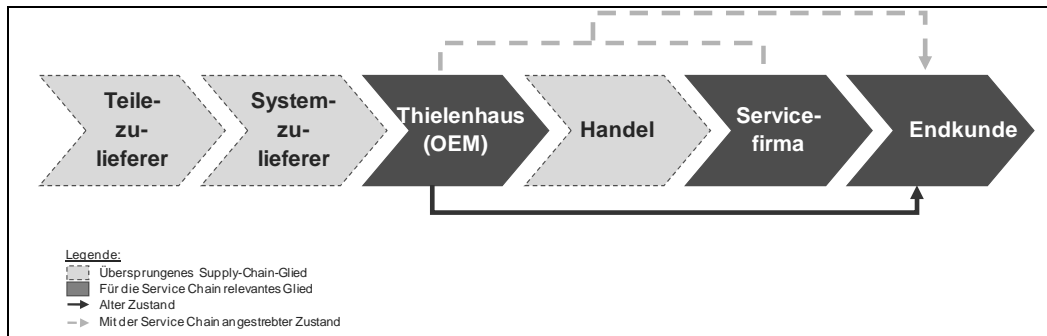 Teile-
zu-
lieferer
System-
zu-
lieferer
Thielenhaus
(OEM)
Handel
Service-
firma
Endkunde
Legende:
Übersprungenes Supply-Chain-Glied
Für die Service Chain relevantes Glied
Alter Zustand
Mit der Service Chain angestrebter Zustand